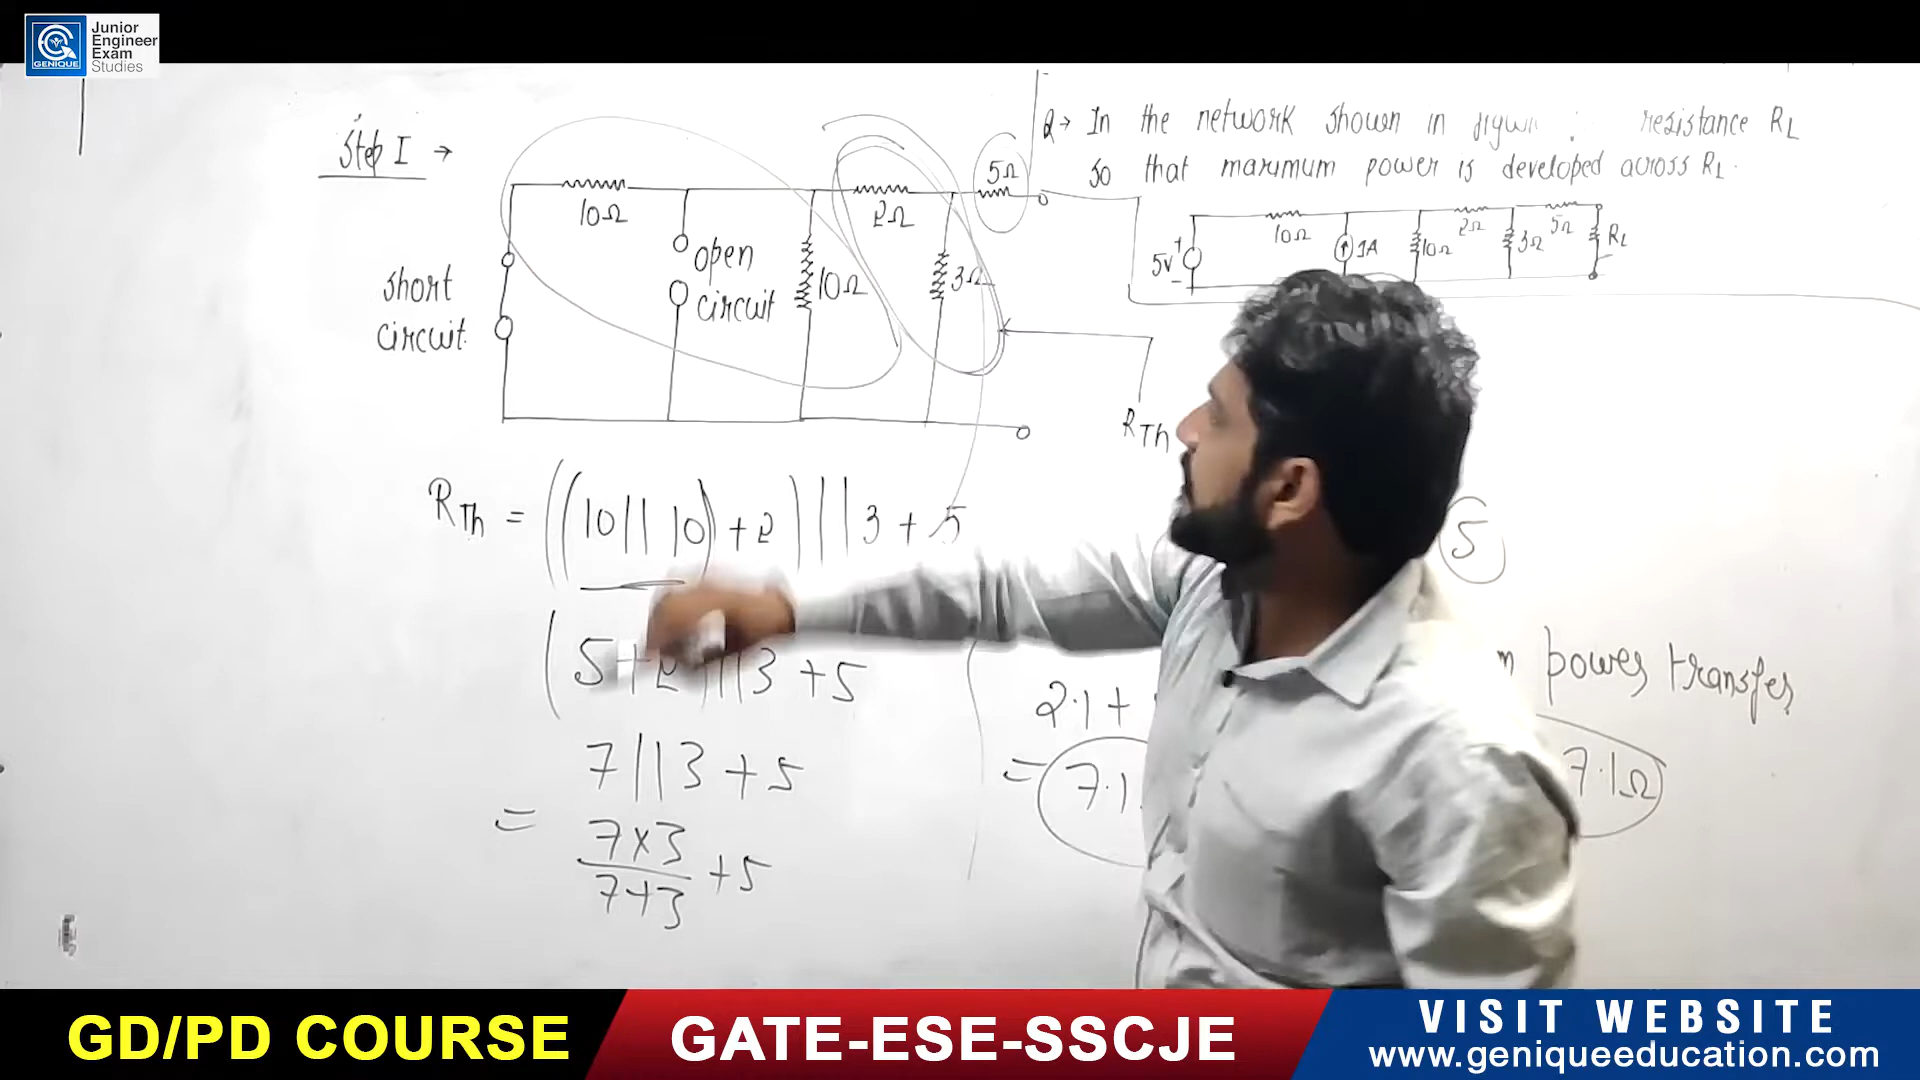 GENIQUE
Junior
Engineer
Exam
Studies
Step I →
10Ω
2Ω
5Ω
short
circuit
open
circuit
10Ω
3Ω
RTh
RTh = ((10||10)+2)||3 + 5
(5+2)||3 + 5
7||3 + 5
= 7×3
7+3
+5
Q→ In the network shown in resistance RL
so that maximum power is developed across RL.
5V
+
-
10Ω
1A
10Ω
2Ω
3Ω
5Ω
RL
5
2.1 +
= 7.1
power transfer
7.1Ω
GD/PD COURSE
GATE-ESE-SSCJE
VISIT WEBSITE
www.geniqueeducation.com